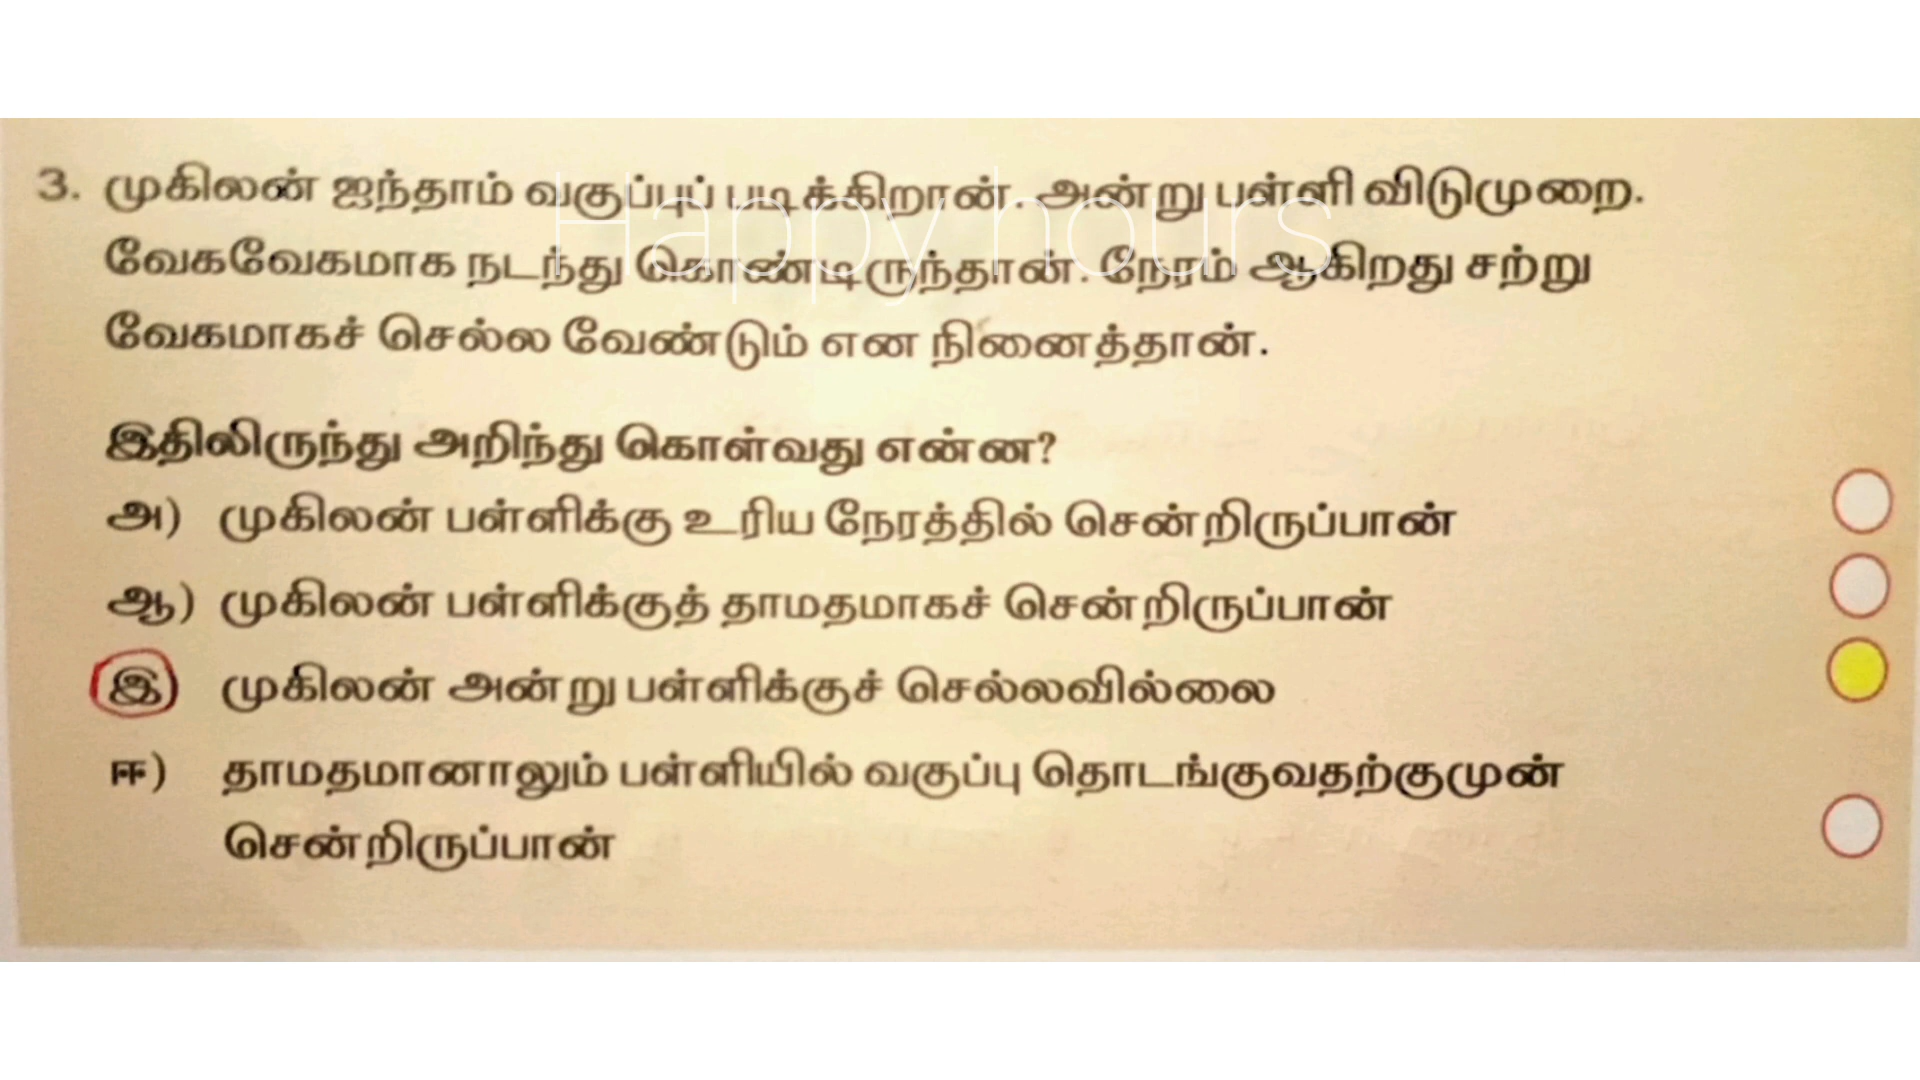 3. முகிலன் ஐந்தாம் வகுப்புப் படிக்கிறான். அன்று பள்ளி விடுமுறை.
வேகவேகமாக நடந்து கொண்டிருந்தான். நேரம் ஆகிறது சற்று
வேகமாகச் செல்ல வேண்டும் என நினைத்தான்.
Happy hours
இதிலிருந்து அறிந்து கொள்வது என்ன?
அ) முகிலன் பள்ளிக்கு உரிய நேரத்தில் சென்றிருப்பான்
ஆ) முகிலன் பள்ளிக்குத் தாமதமாகச் சென்றிருப்பான்
இ) முகிலன் அன்று பள்ளிக்குச் செல்லவில்லை
ஈ) தாமதமானாலும் பள்ளியில் வகுப்பு தொடங்குவதற்குமுன்
சென்றிருப்பான்